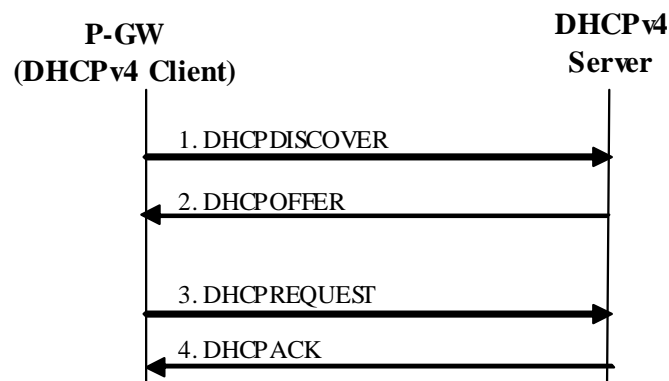 P-GW
(DHCPv4 Client)
DHCPv4
Server
1. DHCPDISCOVER
2. DHCPOFFER
3. DHCPREQUEST
4. DHCPACK